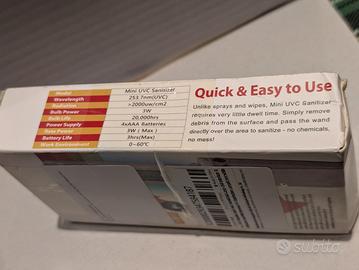 Model Mini UVC Sanitizer
Wavelength 253.7nm(UVC)
Radiation >2000uw/cm2
Bulb Power 3W
Bulb Life 20,000hrs
Power Supply 4xAAA Batteries
Rate Power 3W ( Max )
Battery Life 3hrs(Max)
Work Environment 0~60℃
Quick & Easy to Use
Unlike sprays and wipes, Mini UVC Sanitizer
requires very little dwell time. Simply remove
debris from the surface and pass the wand
directly over the area to sanitize - no chemicals,
no mess!
subito